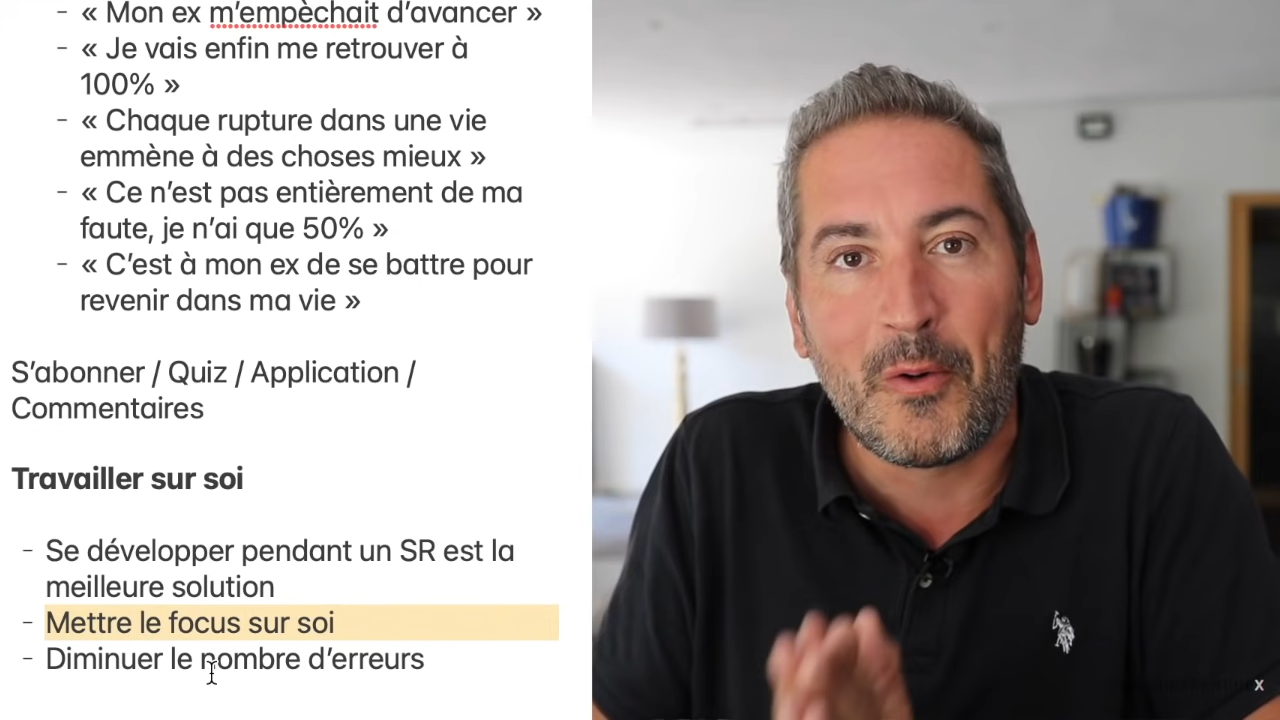 - « Mon ex m'empèchait d'avancer »
- « Je vais enfin me retrouver à
100% »
- « Chaque rupture dans une vie
emmène à des choses mieux »
- « Ce n'est pas entièrement de ma
faute, je n'ai que 50% »
- « C'est à mon ex de se battre pour
revenir dans ma vie »
S'abonner / Quiz / Application /
Commentaires
Travailler sur soi
- Se développer pendant un SR est la
meilleure solution
- Mettre le focus sur soi
- Diminuer le nombre d'erreurs
X